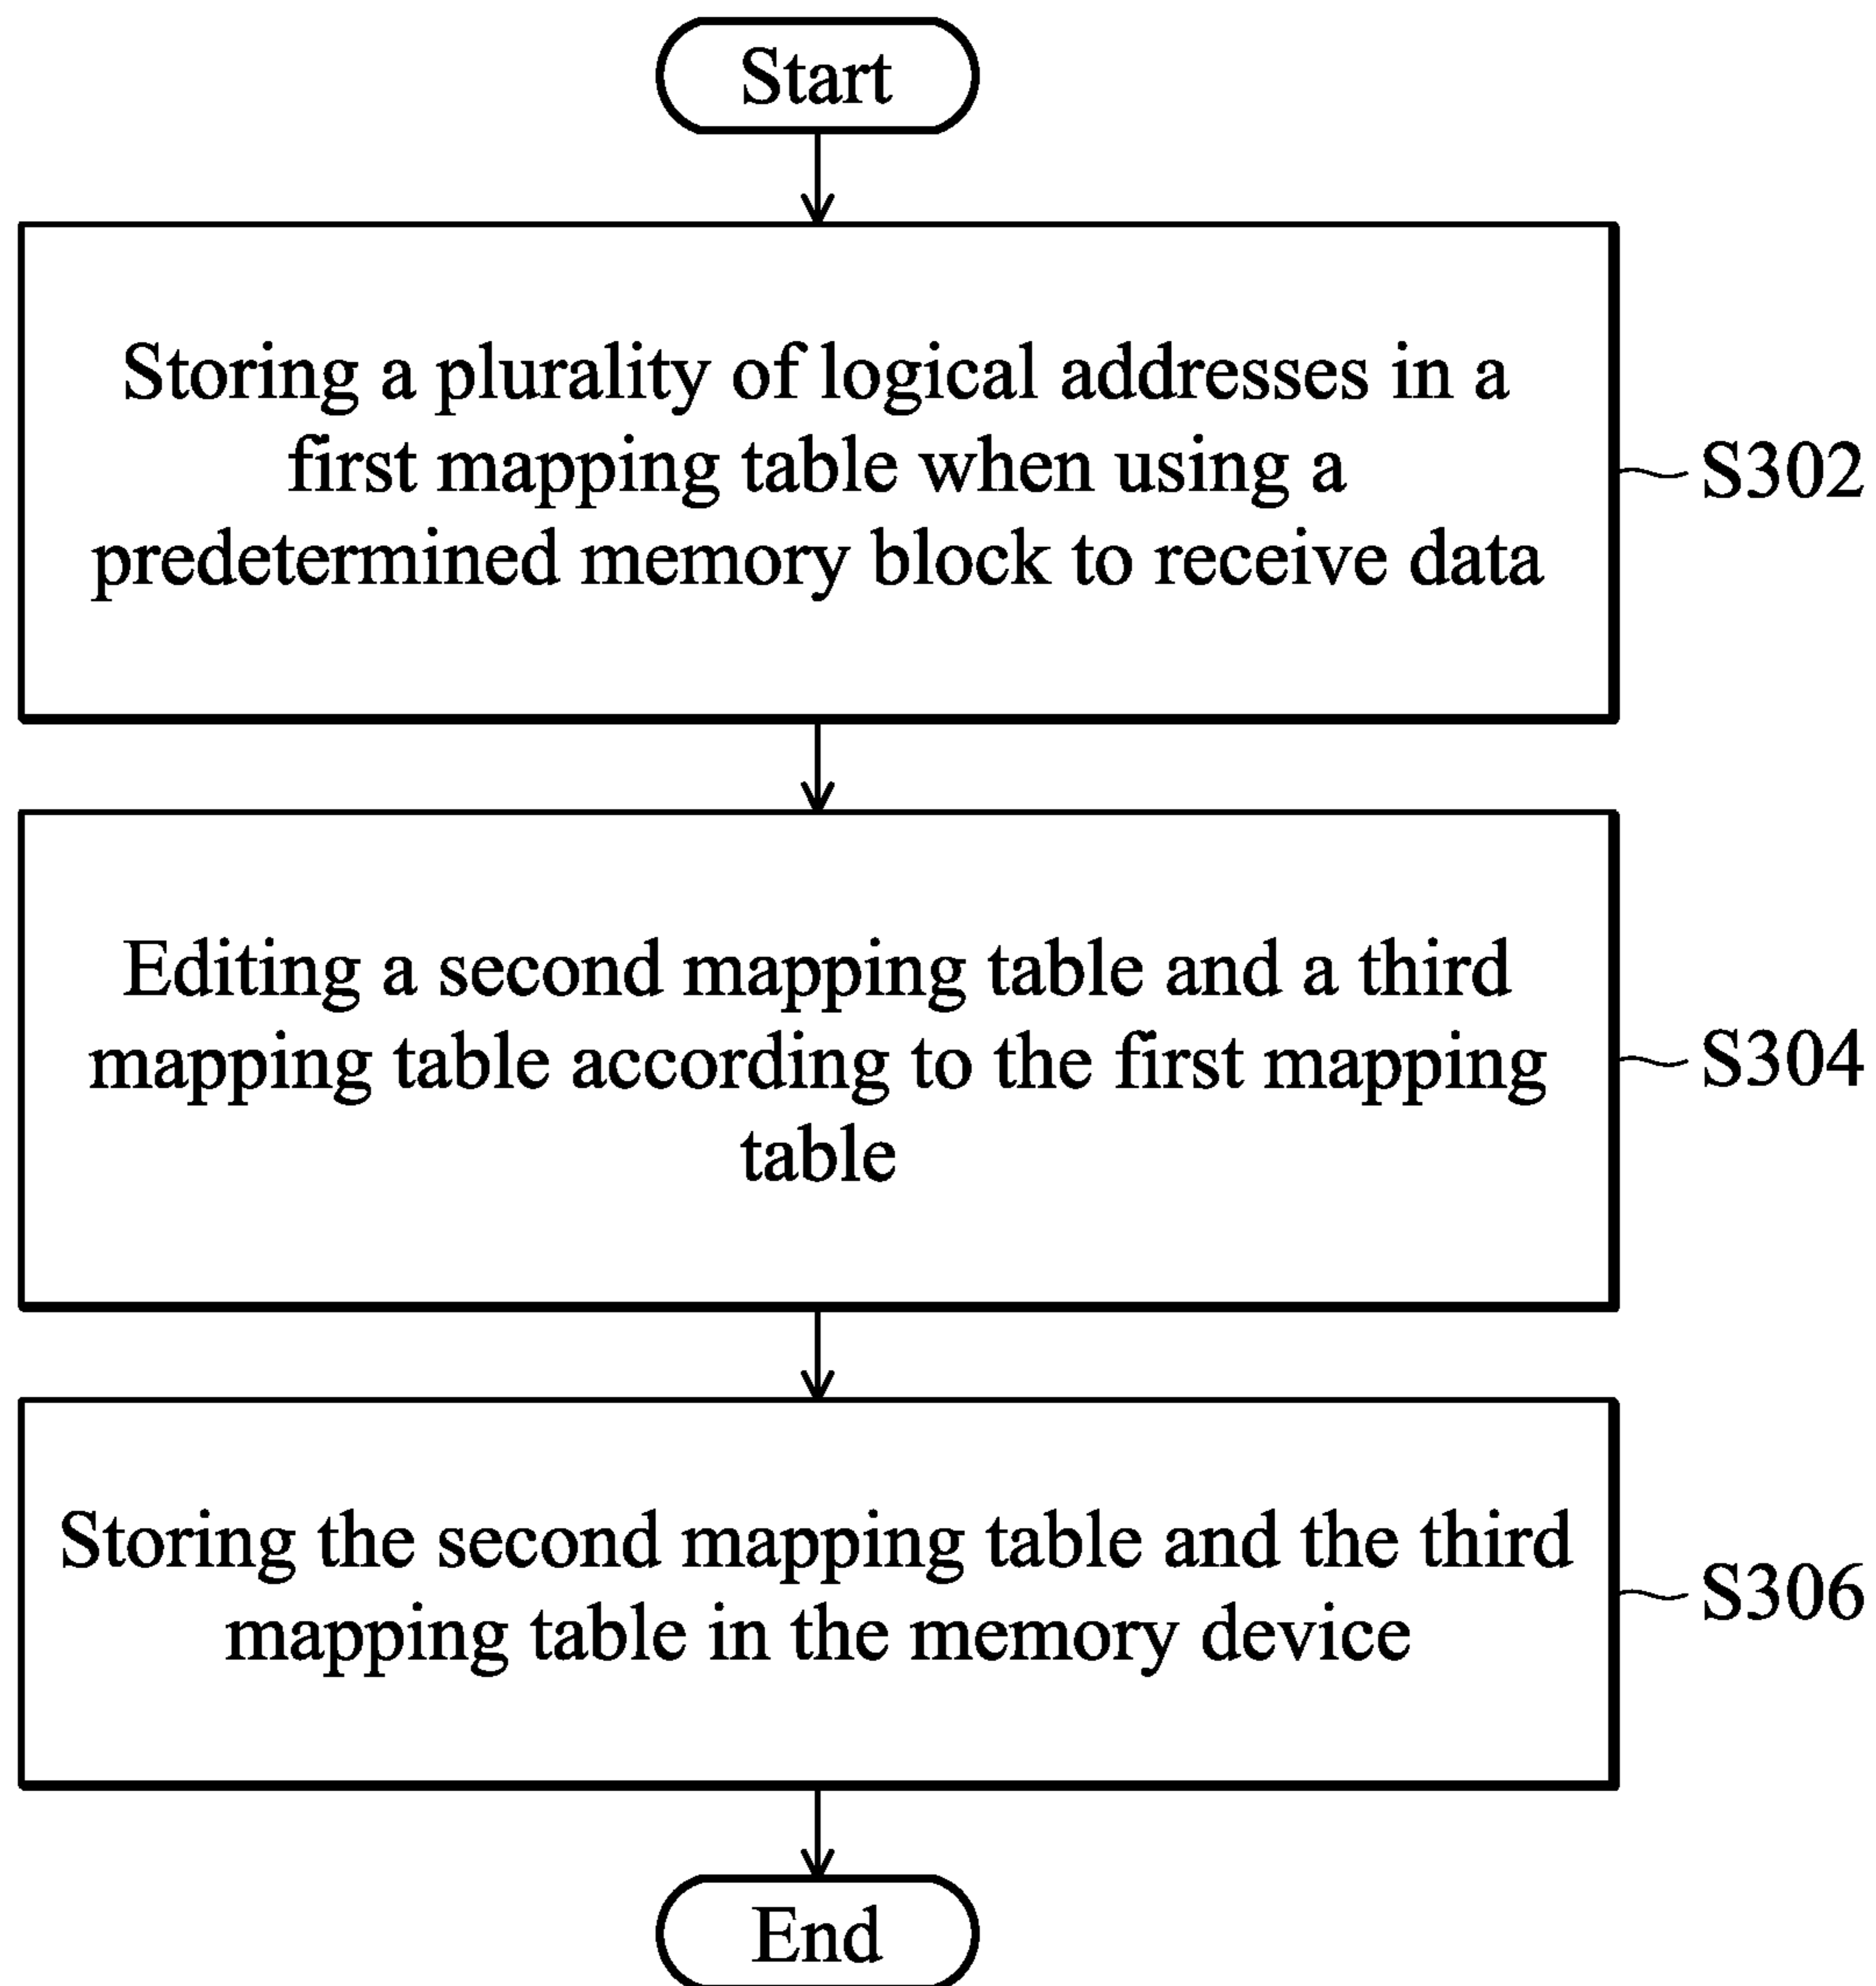 Start
Storing a plurality of logical addresses in a
first mapping table when using a
predetermined memory block to receive data
S302
Editing a second mapping table and a third
mapping table according to the first mapping
table
S304
Storing the second mapping table and the third
mapping table in the memory device
S306
End